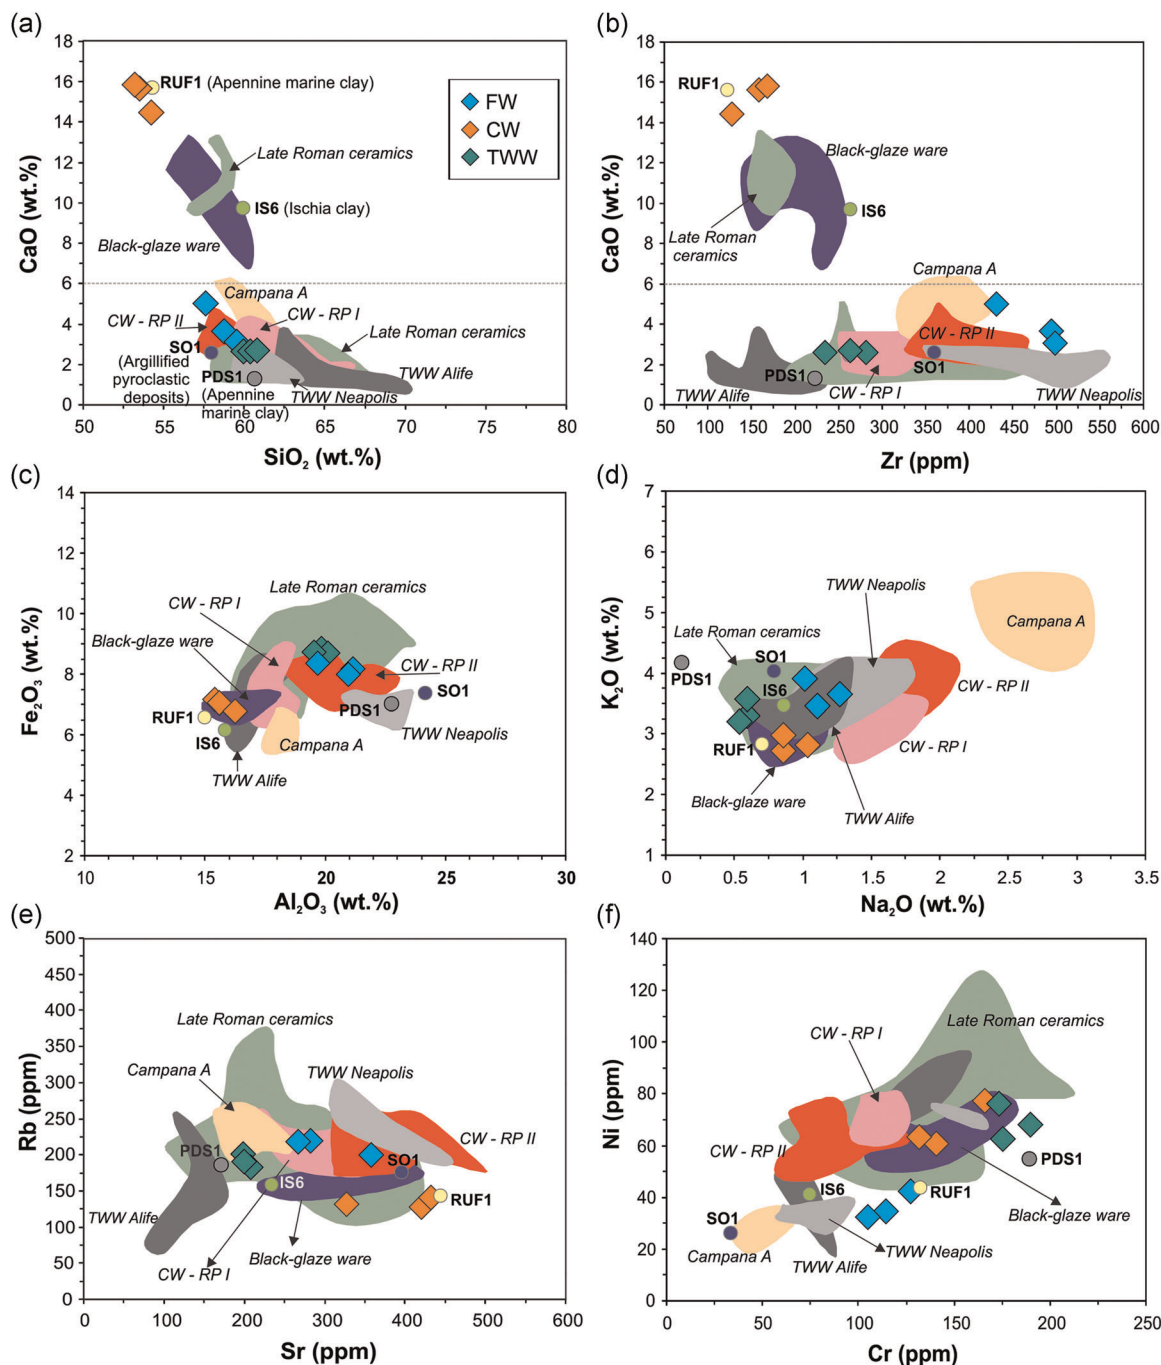 (a)
18
16
14
12
10
8
6
4
2
0
CaO (wt.%)
50
55
60
65
70
75
SiO₂ (wt.%)
RUF1 (Apennine marine clay)
FW
CW
TWW
Late Roman ceramics
IS6 (Ischia clay)
Black-glaze ware
Campana A
CW - RP II
CW - RP I
Late Roman ceramics
SO1
(Argillified
pyroclastic
deposits)
PDS1
(Apennine
marine clay)
TWW Alife
TWW Neapolis
(b)
18
16
14
12
10
8
6
4
2
0
CaO (wt.%)
50
100
150
200
250
300
350
400
450
500
550
600
Zr (ppm)
RUF1
Black-glaze ware
IS6
Late Roman
ceramics
Campana A
CW - RP II
PDS1
SO1
TWW Alife
CW - RP I
TWW Neapolis
(c)
14
12
10
8
6
4
2
Fe₂O₃ (wt.%)
10
15
20
25
30
Al₂O₃ (wt.%)
Late Roman ceramics
CW - RP I
Black-glaze ware
CW - RP II
SO1
RUF1
PDS1
IS6
Campana A
TWW Neapolis
TWW Alife
(d)
7
6
5
4
3
2
1
K₂O (wt.%)
0
0.5
1
1.5
2
2.5
3
3.5
Na₂O (wt.%)
TWW Neapolis
Late Roman ceramics
Campana A
SO1
PDS1
IS6
CW - RP II
RUF1
CW - RP I
Black-glaze ware
TWW Alife
(e)
500
450
400
350
300
250
200
150
100
50
0
Rb (ppm)
0
100
200
300
400
500
600
Sr (ppm)
Late Roman ceramics
Campana A
TWW Neapolis
CW - RP II
PDS1
SO1
IS6
RUF1
TWW Alife
Black-glaze ware
CW - RP I
(f)
140
120
100
80
60
40
20
0
Ni (ppm)
0
50
100
150
200
250
Cr (ppm)
Late Roman ceramics
CW - RP I
CW - RP II
PDS1
IS6
RUF1
Black-glaze ware
SO1
Campana A
TWW Neapolis
TWW Alife